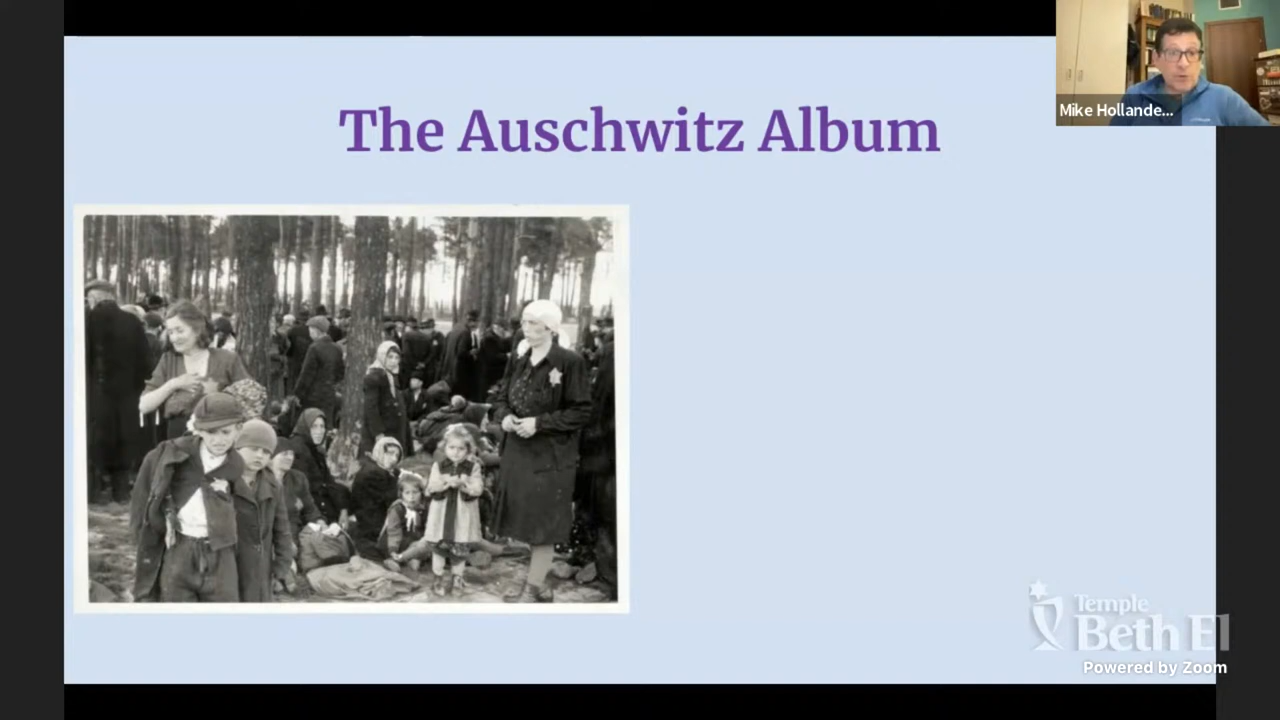 The Auschwitz Album
Mike Hollande...
Temple
Beth El
Powered by Zoom